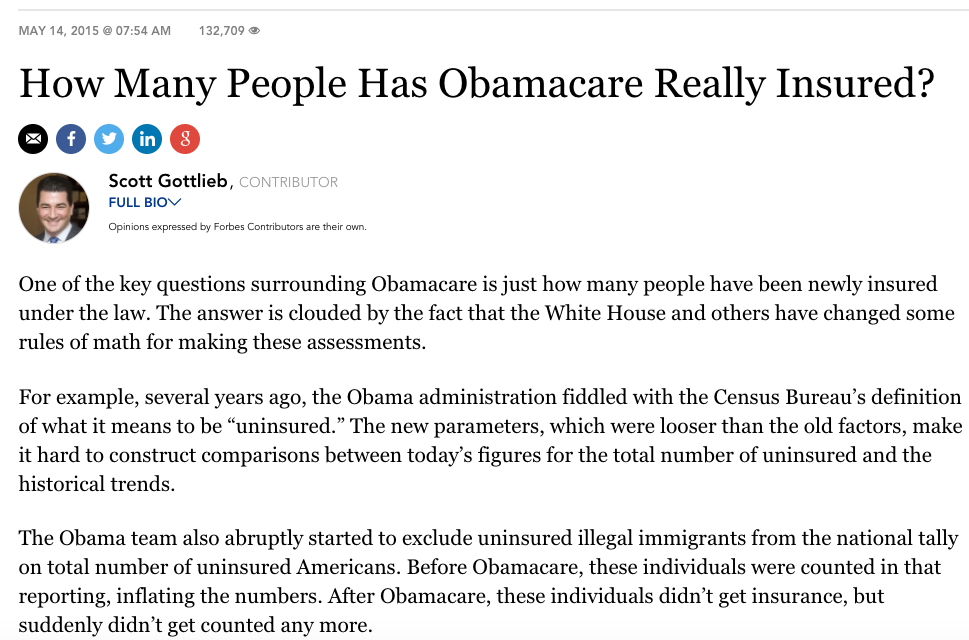 MAY 14, 2015 @ 07:54 AM 132,709
How Many People Has Obamacare Really Insured?
f in g
Scott Gottlieb, CONTRIBUTOR
FULL BIO
Opinions expressed by Forbes Contributors are their own.
One of the key questions surrounding Obamacare is just how many people have been newly insured
under the law. The answer is clouded by the fact that the White House and others have changed some
rules of math for making these assessments.
For example, several years ago, the Obama administration fiddled with the Census Bureau’s definition
of what it means to be “uninsured.” The new parameters, which were looser than the old factors, make
it hard to construct comparisons between today’s figures for the total number of uninsured and the
historical trends.
The Obama team also abruptly started to exclude uninsured illegal immigrants from the national tally
on total number of uninsured Americans. Before Obamacare, these individuals were counted in that
reporting, inflating the numbers. After Obamacare, these individuals didn’t get insurance, but
suddenly didn’t get counted any more.